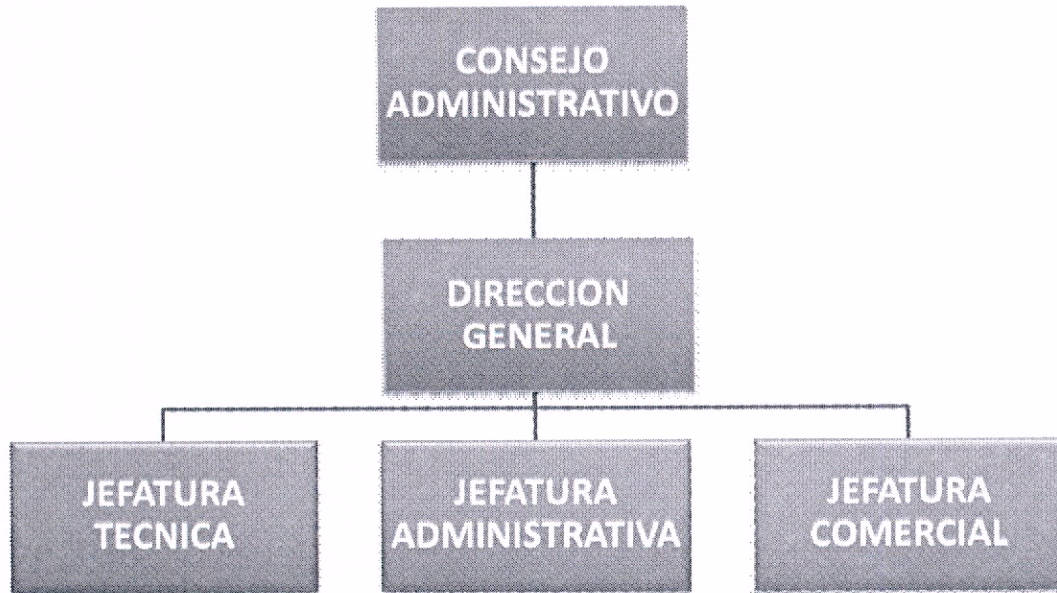 CONSEJO
ADMINISTRATIVO
DIRECCION
GENERAL
JEFATURA
TECNICA
JEFATURA
ADMINISTRATIVA
JEFATURA
COMERCIAL